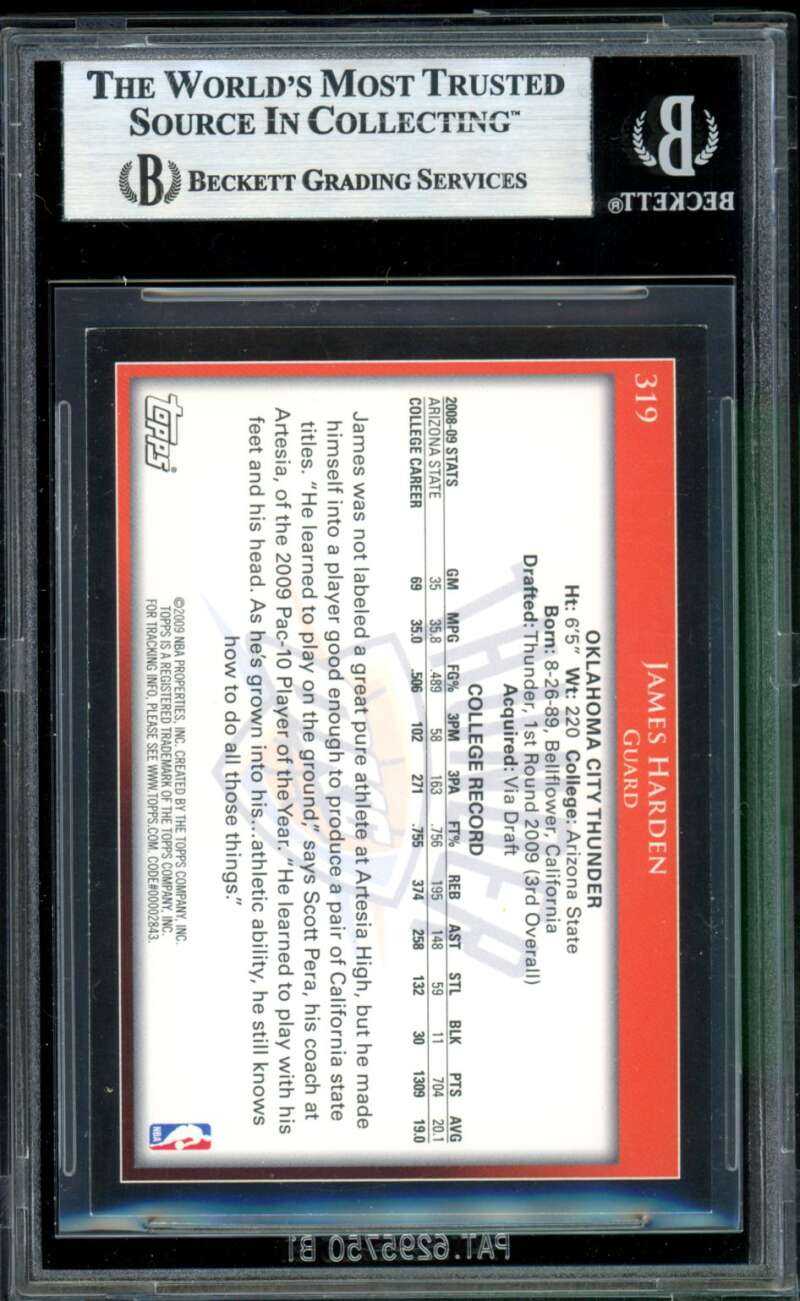 THE WORLD'S MOST TRUSTED
SOURCE IN COLLECTING™
B BECKETT GRADING SERVICES
B
BECKETT®
319
JAMES HARDEN
GUARD
OKLAHOMA CITY THUNDER
Ht: 6'5" Wt: 220 College: Arizona State
Born: 8-26-89, Bellflower, California
Drafted: Thunder, 1st Round 2009 (3rd Overall)
Acquired: Via Draft
COLLEGE RECORD
2008-09 STATS GM MPG FG% 3PM 3PA FT% REB AST STL BLK PTS AVG
ARIZONA STATE 35 35.8 .489 58 163 .756 195 148 59 11 704 20.1
COLLEGE CAREER 69 35.0 .506 102 271 .755 374 258 132 30 1309 19.0
James was not labeled a great pure athlete at Artesia High, but he made
himself into a player good enough to produce a pair of California state
titles. "He learned to play on the ground," says Scott Pera, his coach at
Artesia, of the 2009 Pac-10 Player of the Year. "He learned to play with his
feet and his head. As he's grown into his...athletic ability, he still knows
how to do all those things."
THUNDER
OKC
topps®
©2009 NBA PROPERTIES, INC. CREATED BY THE TOPPS COMPANY, INC.
TOPPS IS A REGISTERED TRADEMARK OF THE TOPPS COMPANY, INC.
FOR TRACKING INFO, PLEASE SEE WWW.TOPPS.COM. CODE#00002843.
NBA
PAT.6295750 B1